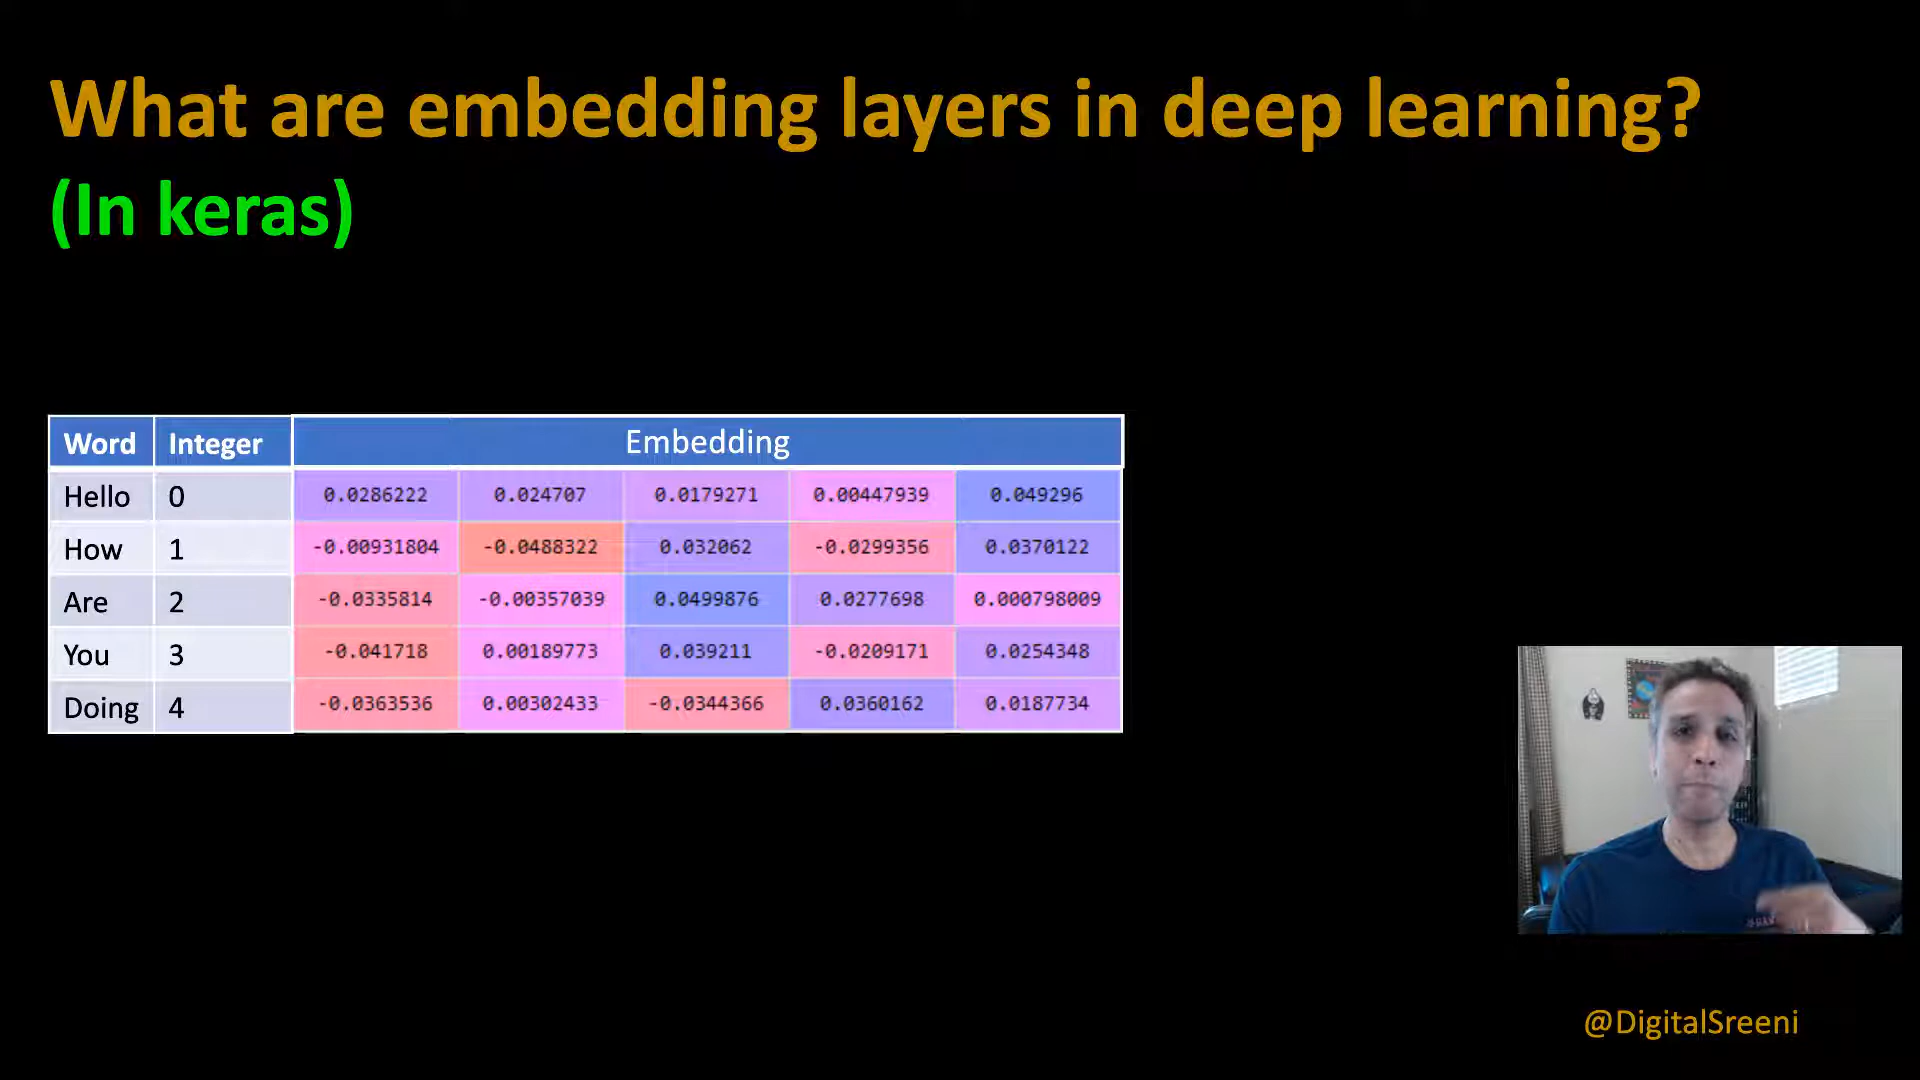 What are embedding layers in deep learning?
(In keras)
Word Integer Embedding
Hello 0 0.0286222 0.024707 0.0179271 0.00447939 0.049296
How 1 -0.00931804 -0.0488322 0.032062 -0.0299356 0.0370122
Are 2 -0.0335814 -0.00357039 0.0499876 0.0277698 0.000798009
You 3 -0.041718 0.00189773 0.039211 -0.0209171 0.0254348
Doing 4 -0.0363536 0.00302433 -0.0344366 0.0360162 0.0187734
@DigitalSreeni